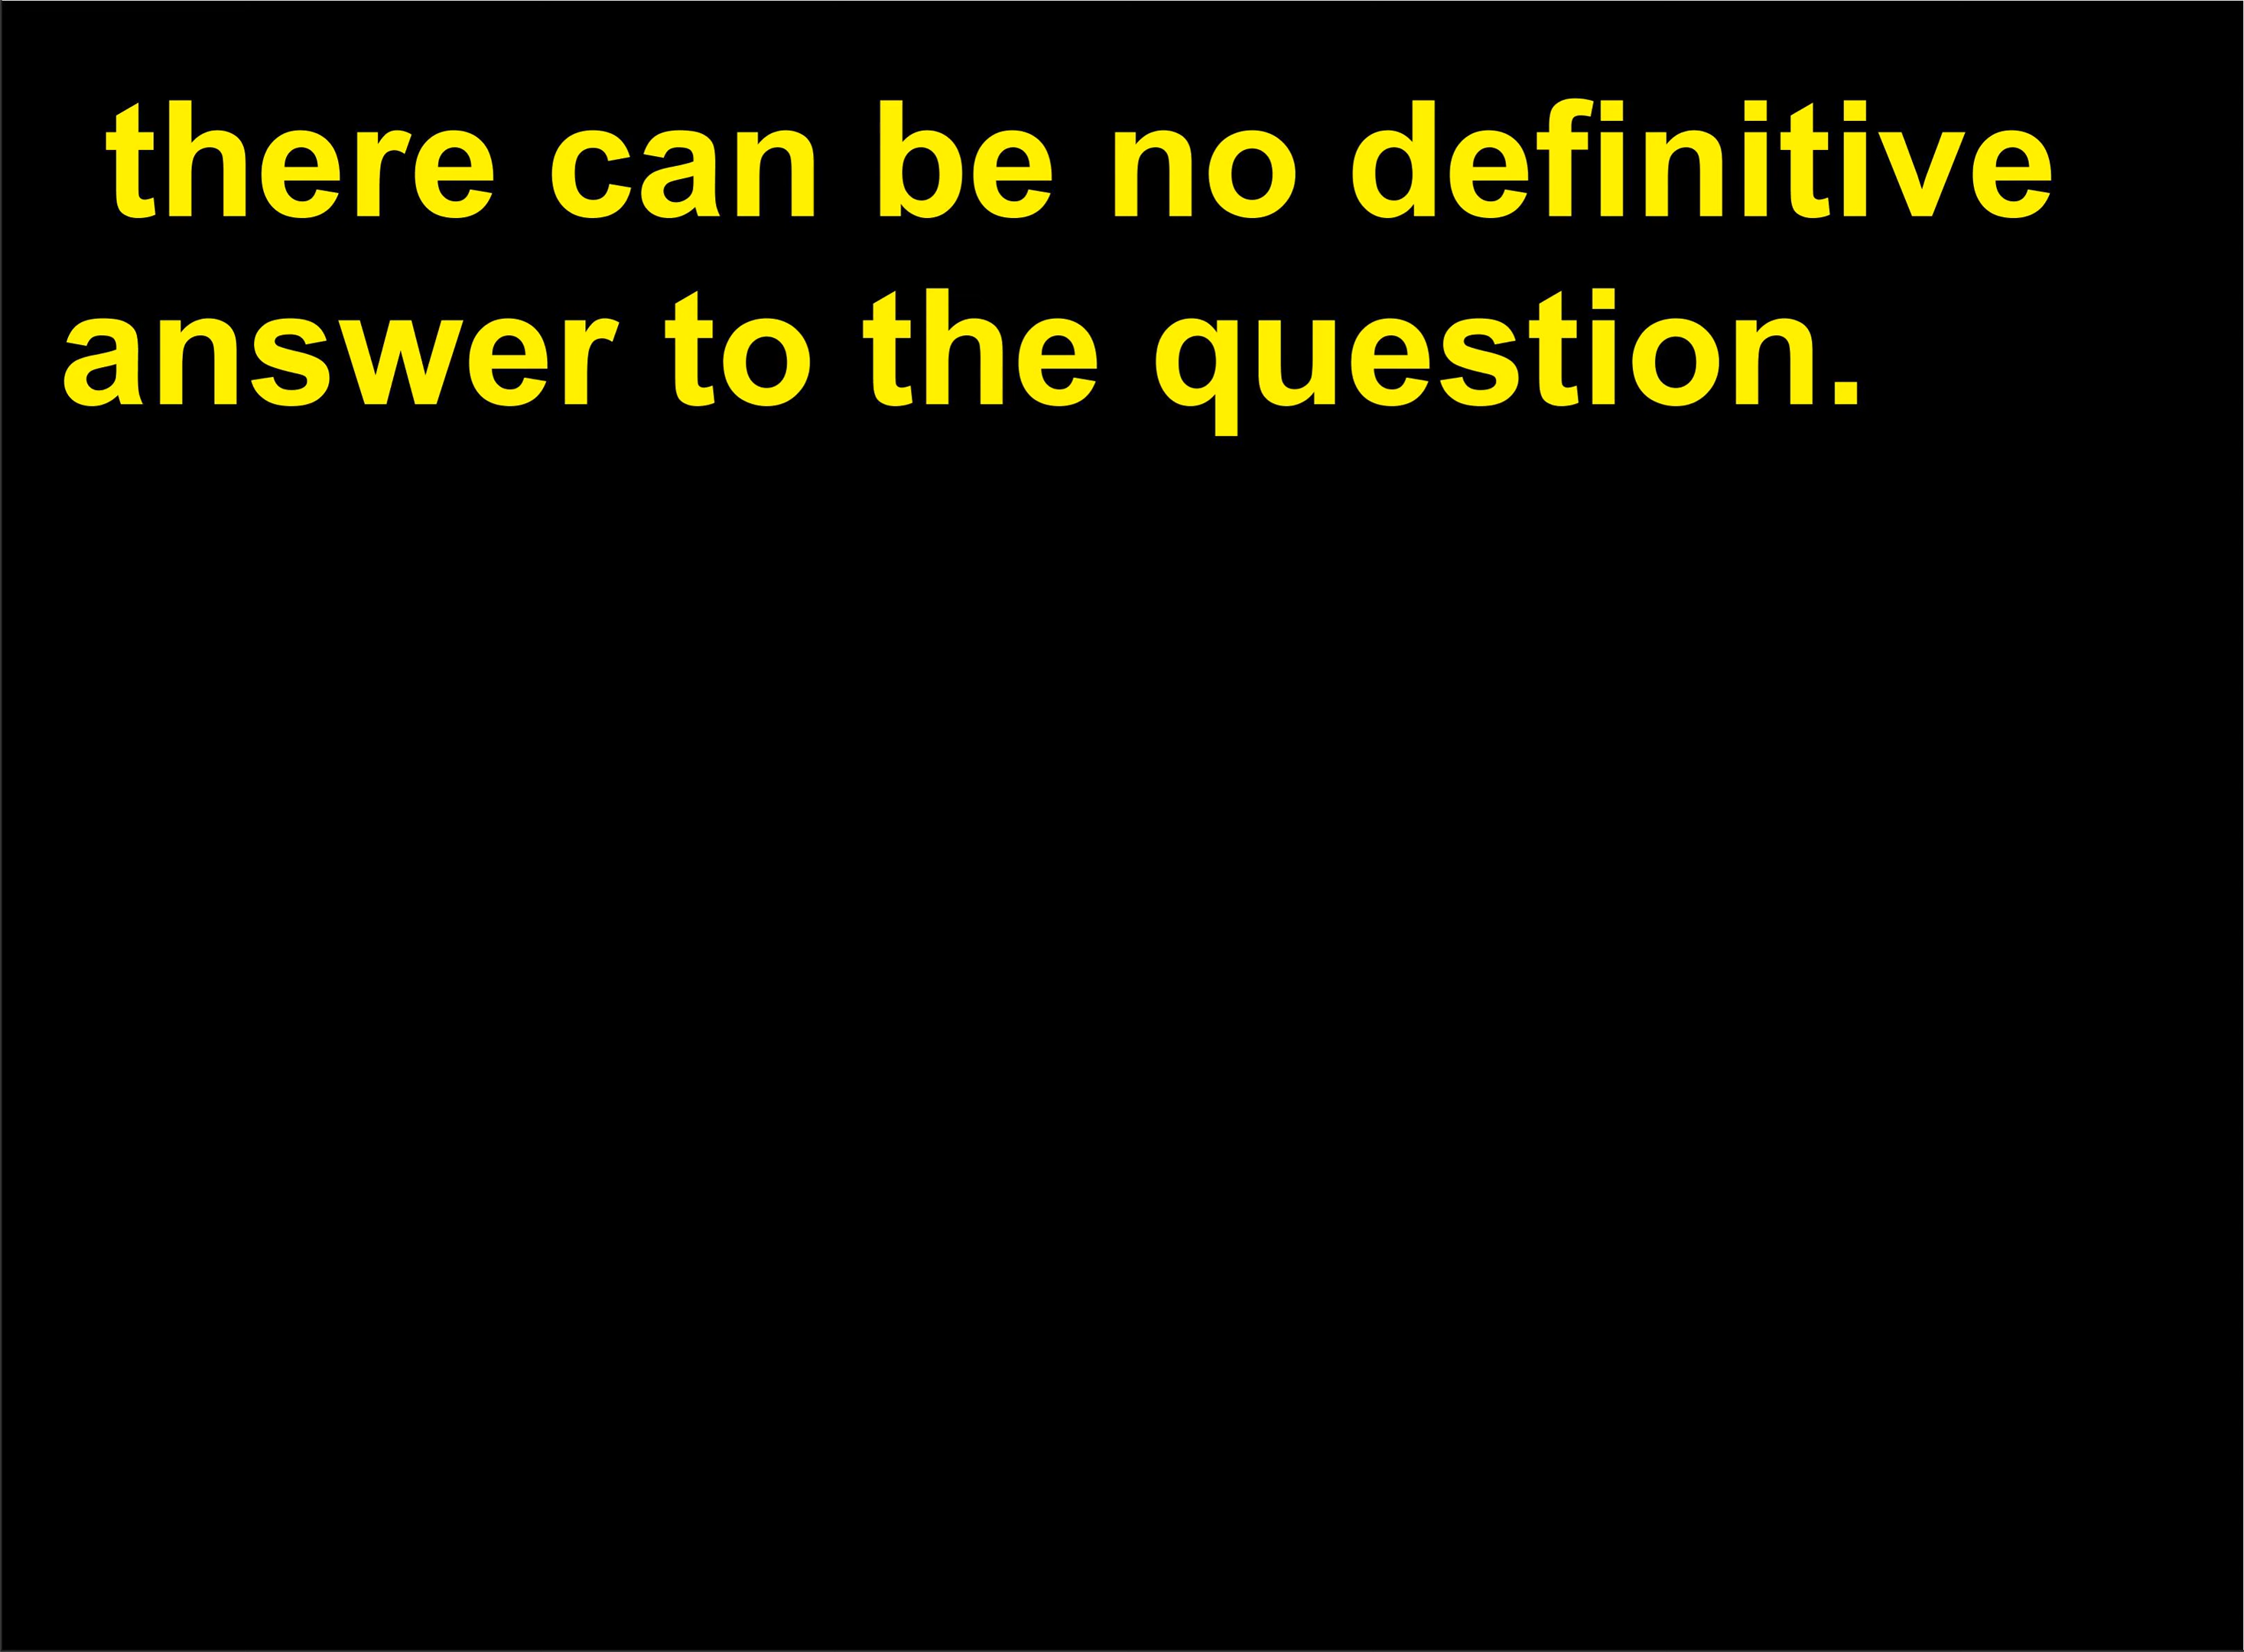 there can be no definitive
answer to the question.